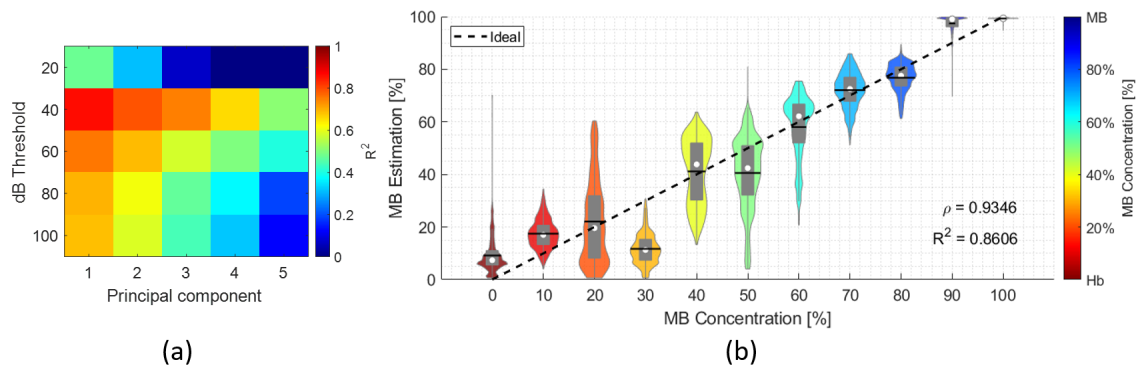 1
0.8
0.6
0.4
0.2
0
R²
20
40
60
80
100
dB Threshold
1 2 3 4 5
Principal component
(a)
100
80
60
40
20
0
MB Estimation [%]
Ideal
ρ = 0.9346
R² = 0.8606
0 10 20 30 40 50 60 70 80 90 100
MB Concentration [%]
MB
80%
60%
40%
20%
Hb
MB Concentration [%]
(b)